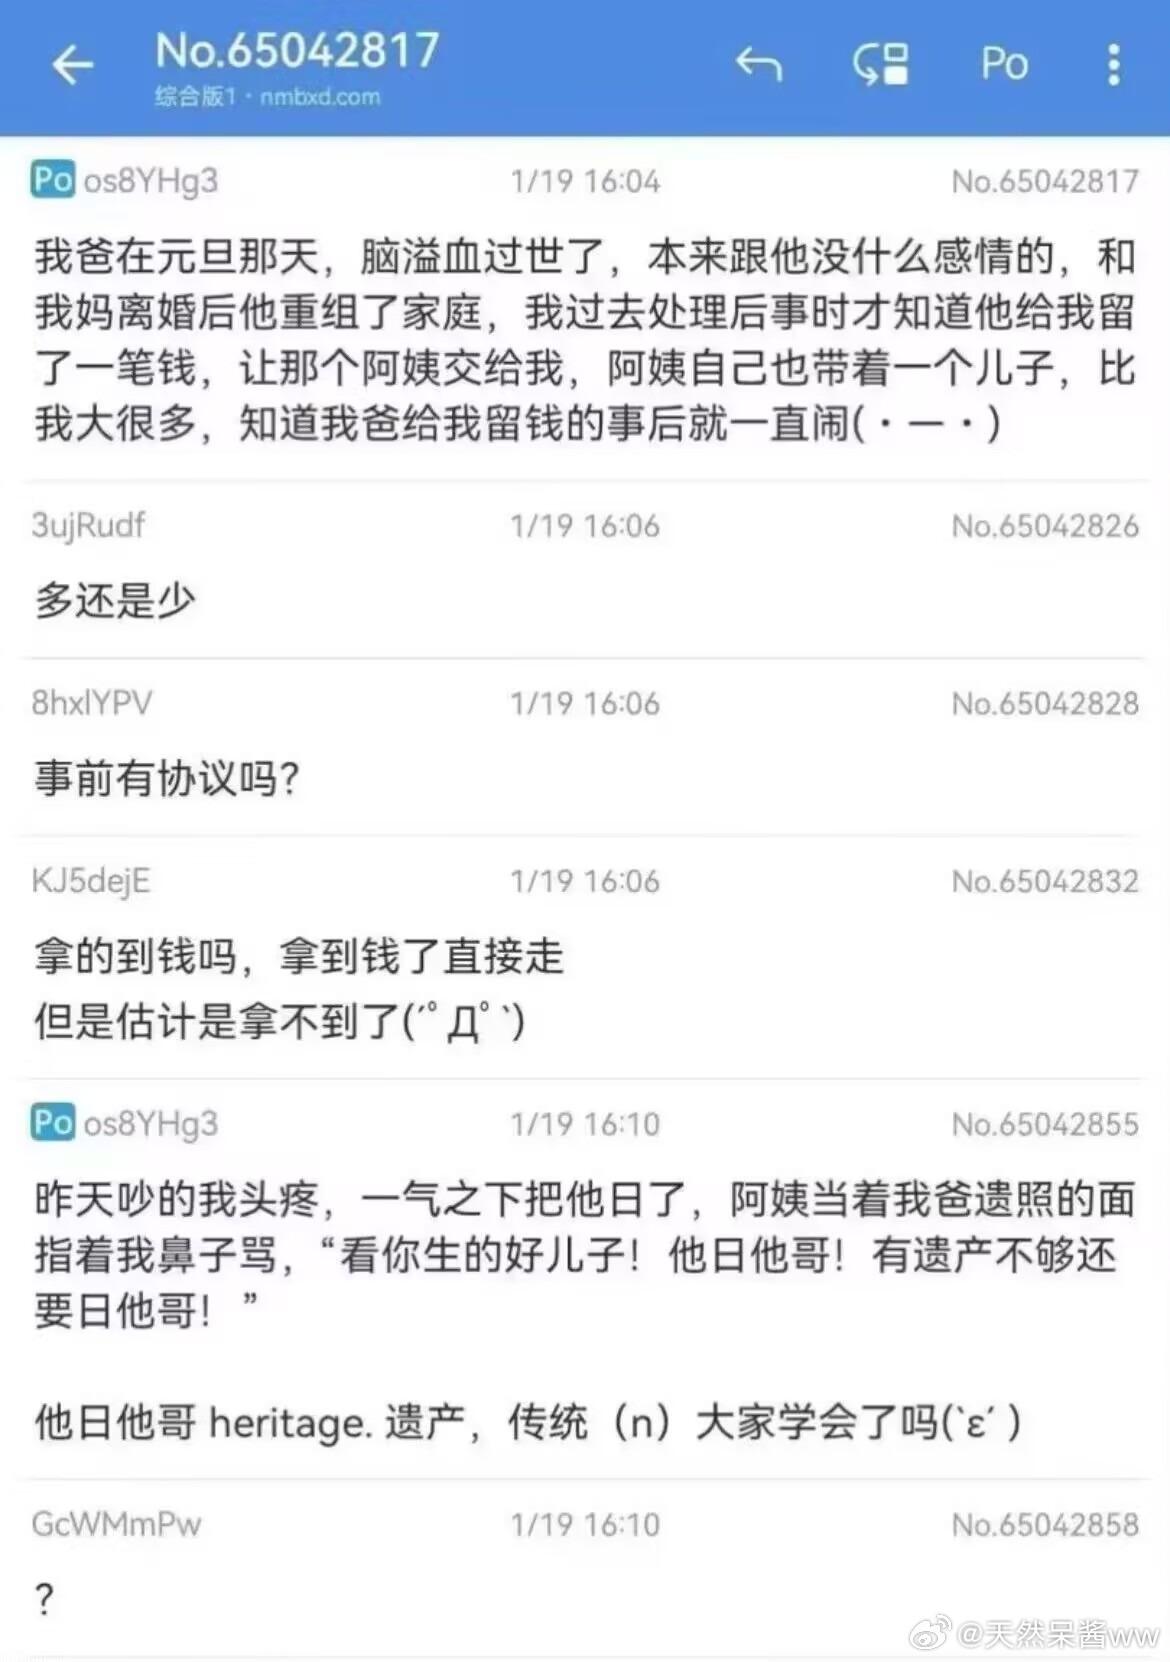 No.65042817
综合版1·nmbxd.com
Po
Po os8YHg3 1/19 16:04 No.65042817
我爸在元旦那天，脑溢血过世了，本来跟他没什么感情的，和
我妈离婚后他重组了家庭，我过去处理后事时才知道他给我留
了一笔钱，让那个阿姨交给我，阿姨自己也带着一个儿子，比
我大很多，知道我爸给我留钱的事后就一直闹(・一・)
3ujRudf 1/19 16:06 No.65042826
多还是少
8hxlYPV 1/19 16:06 No.65042828
事前有协议吗？
KJ5dejE 1/19 16:06 No.65042832
拿的到钱吗，拿到钱了直接走
但是估计是拿不到了(´ﾟДﾟ`)
Po os8YHg3 1/19 16:10 No.65042855
昨天吵的我头疼，一气之下把他日了，阿姨当着我爸遗照的面
指着我鼻子骂，“看你生的好儿子！他日他哥！有遗产不够还
要日他哥！”
他日他哥 heritage. 遗产，传统（n）大家学会了吗(`ε´ )
GcWMmPw 1/19 16:10 No.65042858
？
@天然呆酱ww